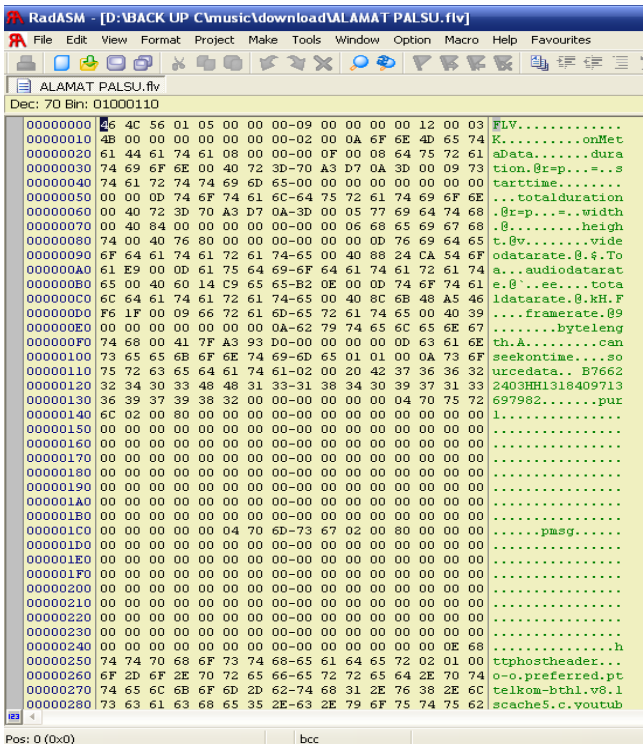 RadASM - [D:\BACK UP C\music\download\ALAMAT PALSU.flv]
File Edit View Format Project Make Tools Window Option Macro Help Favourites
ALAMAT PALSU.flv
Dec: 70 Bin: 01000110
00000000 46 4C 56 01 05 00 00 00-09 00 00 00 00 12 00 03 FLV.............
00000010 4B 00 00 00 00 00 00-02 00 0A 6F 6E 4D 65 74 K..........onMet
00000020 61 44 61 74 61 08 00 00-00 0F 00 08 64 75 72 61 aData.......dura
00000030 74 69 6F 6E 00 40 72 3D-70 A3 D7 0A 3D 00 09 73 tion.@r=p...=..s
00000040 74 61 72 74 74 69 6D 65-00 00 00 00 00 00 00 00 tarttime........
00000050 00 00 0D 74 6F 74 61 6C-64 75 72 61 74 69 6F 6E ...totalduration
00000060 00 40 72 3D 70 A3 D7 0A-3D 00 05 77 69 64 74 68 .@r=p...=..width
00000070 00 40 84 00 00 00 00 00-00 00 06 68 65 69 67 68 .@.........heigh
00000080 74 00 40 76 80 00 00 00-00 00 00 0D 76 69 64 65 t.@v........vide
00000090 6F 64 61 74 61 72 61 74-65 00 40 88 24 CA 54 6F odatarate.@.$.To
000000A0 61 E9 00 0D 61 75 64 69-6F 64 61 74 61 72 61 74 a...audiodatarat
000000B0 65 00 40 60 14 C9 65 65-B2 0E 00 0D 74 6F 74 61 e.@`..ee....tota
000000C0 6C 64 61 74 61 72 61 74-65 00 40 8C 6B 48 A5 46 ldatarate.@.kH.F
000000D0 F6 1F 00 09 66 72 61 6D-65 72 61 74 65 00 40 39 ....framerate.@9
000000E0 00 00 00 00 00 00 00 0A-62 79 74 65 6C 65 6E 67 ........byteleng
000000F0 74 68 00 41 7F A3 93 D0-00 00 00 00 0D 63 61 6E th.A.........can
00000100 73 65 65 6B 6F 6E 74 69-6D 65 01 01 00 0A 73 6F seekontime....so
00000110 75 72 63 65 64 61 74 61-02 00 20 42 37 36 36 32 urcedata.. B7662
00000120 32 34 30 33 48 48 31 33-31 38 34 30 39 37 31 33 2403HH1318409713
00000130 36 39 37 39 38 32 00 00-00 00 00 00 04 70 75 72 697982.......pur
00000140 6C 02 00 80 00 00 00 00-00 00 00 00 00 00 00 00 l...............
00000150 00 00 00 00 00 00 00 00-00 00 00 00 00 00 00 00 ................
00000160 00 00 00 00 00 00 00 00-00 00 00 00 00 00 00 00 ................
00000170 00 00 00 00 00 00 00 00-00 00 00 00 00 00 00 00 ................
00000180 00 00 00 00 00 00 00 00-00 00 00 00 00 00 00 00 ................
00000190 00 00 00 00 00 00 00 00-00 00 00 00 00 00 00 00 ................
000001A0 00 00 00 00 00 00 00 00-00 00 00 00 00 00 00 00 ................
000001B0 00 00 00 00 00 00 00 00-00 00 00 00 00 00 00 00 ................
000001C0 00 00 00 00 00 04 70 6D-73 67 02 00 80 00 00 00 ......pmsg......
000001D0 00 00 00 00 00 00 00 00-00 00 00 00 00 00 00 00 ................
000001E0 00 00 00 00 00 00 00 00-00 00 00 00 00 00 00 00 ................
000001F0 00 00 00 00 00 00 00 00-00 00 00 00 00 00 00 00 ................
00000200 00 00 00 00 00 00 00 00-00 00 00 00 00 00 00 00 ................
00000210 00 00 00 00 00 00 00 00-00 00 00 00 00 00 00 00 ................
00000220 00 00 00 00 00 00 00 00-00 00 00 00 00 00 00 00 ................
00000230 00 00 00 00 00 00 00 00-00 00 00 00 00 00 00 00 ................
00000240 00 00 00 00 00 00 00 00-00 00 00 00 00 00 0E 68 ...............h
00000250 74 74 70 68 6F 73 74 68-65 61 64 65 72 02 01 00 ttphostheader...
00000260 6F 2D 6F 2E 70 72 65 66-65 72 72 65 64 2E 70 74 o-o.preferred.pt
00000270 74 65 6C 6B 6F 6D 2D 62-74 68 31 2E 76 38 2E 6C telkom-bth1.v8.l
00000280 73 63 61 63 68 65 35 2E-63 2E 79 6F 75 74 75 62 scache5.c.youtub
123
Pos: 0 (0x0) bcc